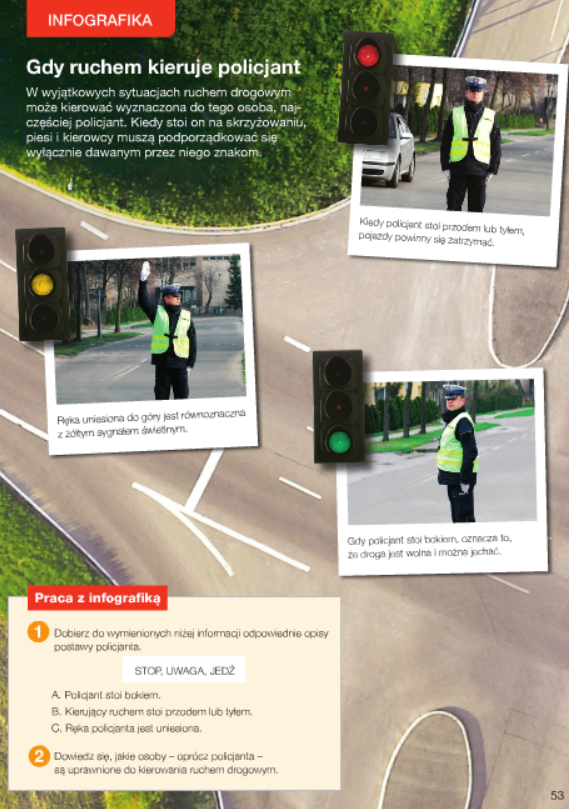 INFOGRAFIKA
Gdy ruchem kieruje policjant
W wyjątkowych sytuacjach ruchem drogowym
może kierować wyznaczona do tego osoba, naj-
częściej policjant. Kiedy stoi on na skrzyżowaniu,
piesi i kierowcy muszą podporządkować się
wyłącznie dawanym przez niego znakom.
Kiedy policjant stoi przodem lub tyłem,
pojazdy powinny się zatrzymać.
Ręka uniesiona do góry jest równoznaczna
z żółtym sygnałem świetlnym.
Gdy policjant stoi bokiem, oznacza to,
że droga jest wolna i można jechać.
Praca z infografiką
1 Dobierz do wymienionych niżej informacji odpowiednie opisy
postawy policjanta.
STOP, UWAGA, JEDŹ
A. Policjant stoi bokiem.
B. Kierujący ruchem stoi przodem lub tyłem.
C. Ręka policjanta jest uniesiona.
2 Dowiedz się, jakie osoby – oprócz policjanta –
są uprawnione do kierowania ruchem drogowym.
53